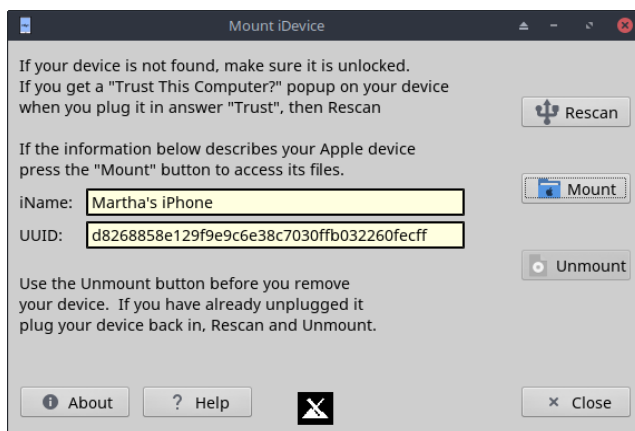 Mount iDevice
If your device is not found, make sure it is unlocked.
If you get a "Trust This Computer?" popup on your device
when you plug it in answer "Trust", then Rescan
Rescan
If the information below describes your Apple device
press the "Mount" button to access its files.
Mount
iName: Martha's iPhone
UUID: d8268858e129f9e9c6e38c7030ffb032260fecff
Unmount
Use the Unmount button before you remove
your device. If you have already unplugged it
plug your device back in, Rescan and Unmount.
About
? Help
Close